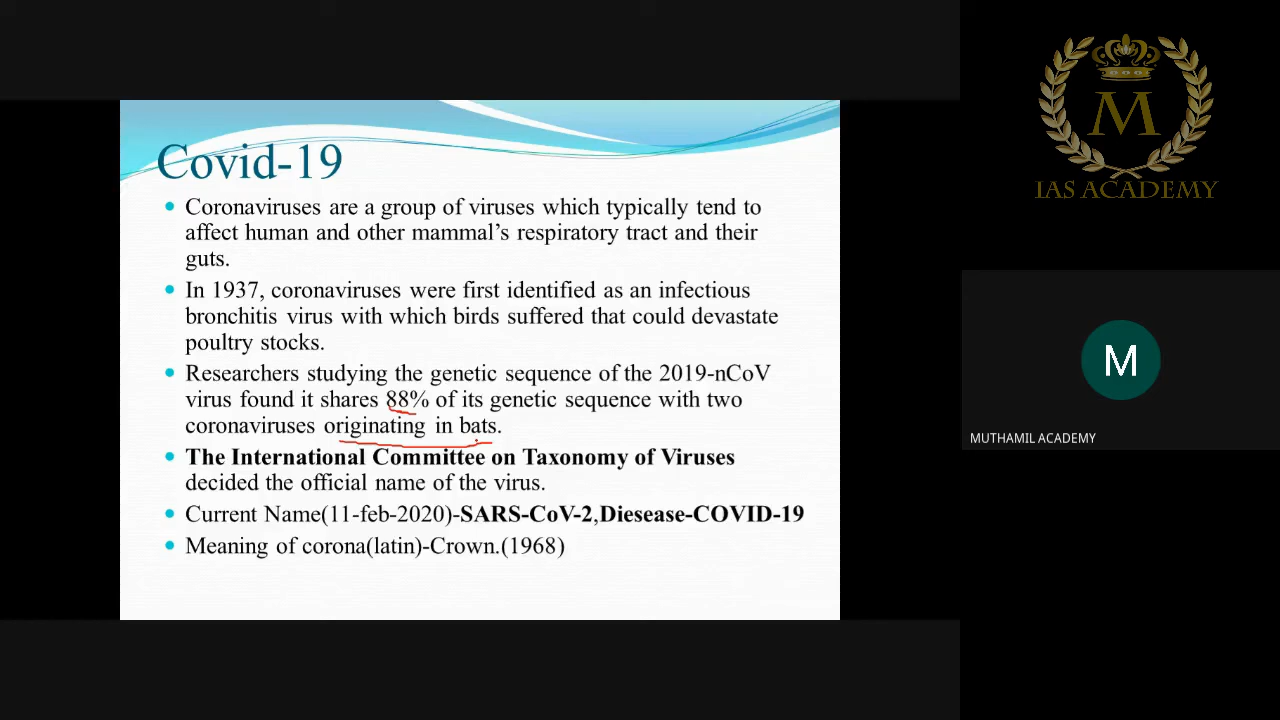 Covid-19
Coronaviruses are a group of viruses which typically tend to
affect human and other mammal’s respiratory tract and their
guts.
In 1937, coronaviruses were first identified as an infectious
bronchitis virus with which birds suffered that could devastate
poultry stocks.
Researchers studying the genetic sequence of the 2019-nCoV
virus found it shares 88% of its genetic sequence with two
coronaviruses originating in bats.
The International Committee on Taxonomy of Viruses
decided the official name of the virus.
Current Name(11-feb-2020)-SARS-CoV-2,Diesease-COVID-19
Meaning of corona(latin)-Crown.(1968)
M
IAS ACADEMY
M
MUTHAMIL ACADEMY